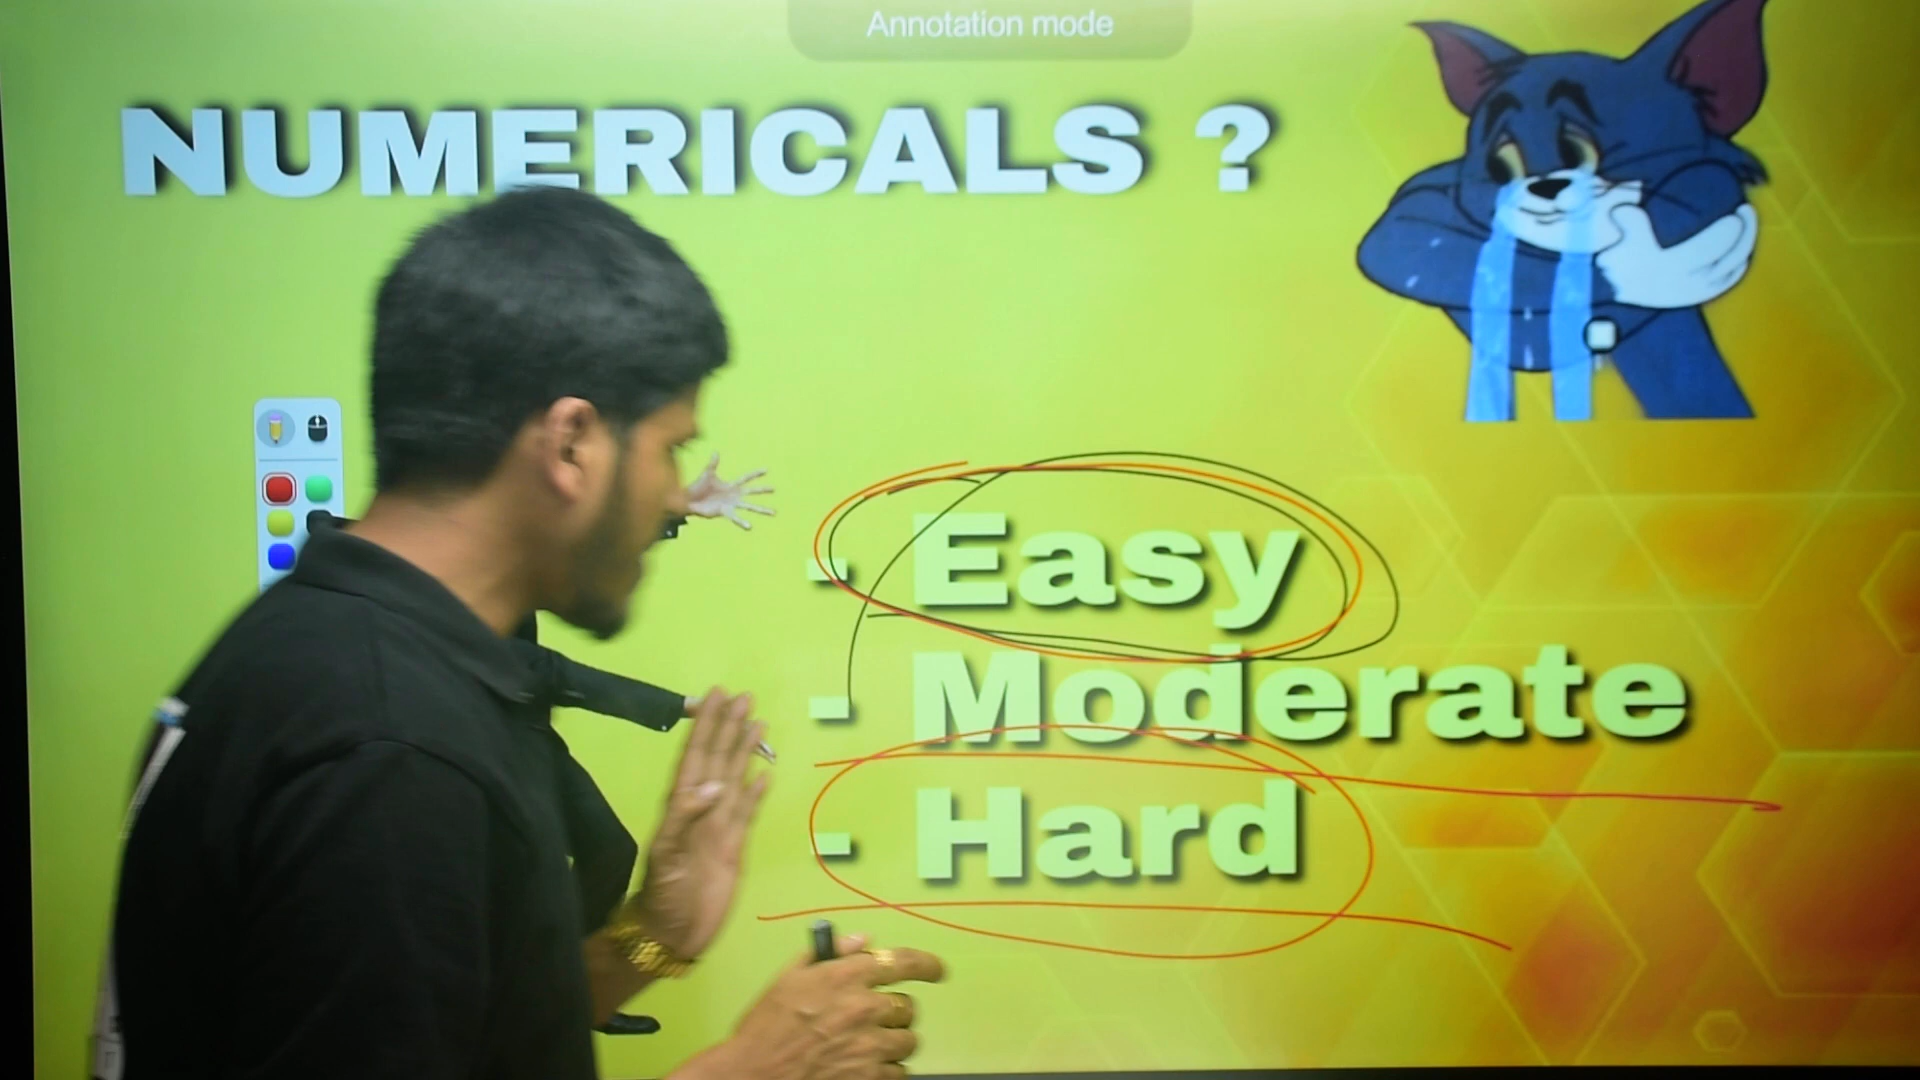 Annotation mode
NUMERICALS ?
- Easy
- Moderate
- Hard